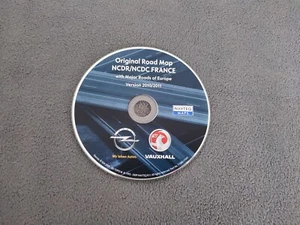 Original Road Map
NCDR/NCDC FRANCE
with Major Roads of Europe
Version 2010/2011
NAVTEQ
MAPS
Wir leben Autos.
VAUXHALL